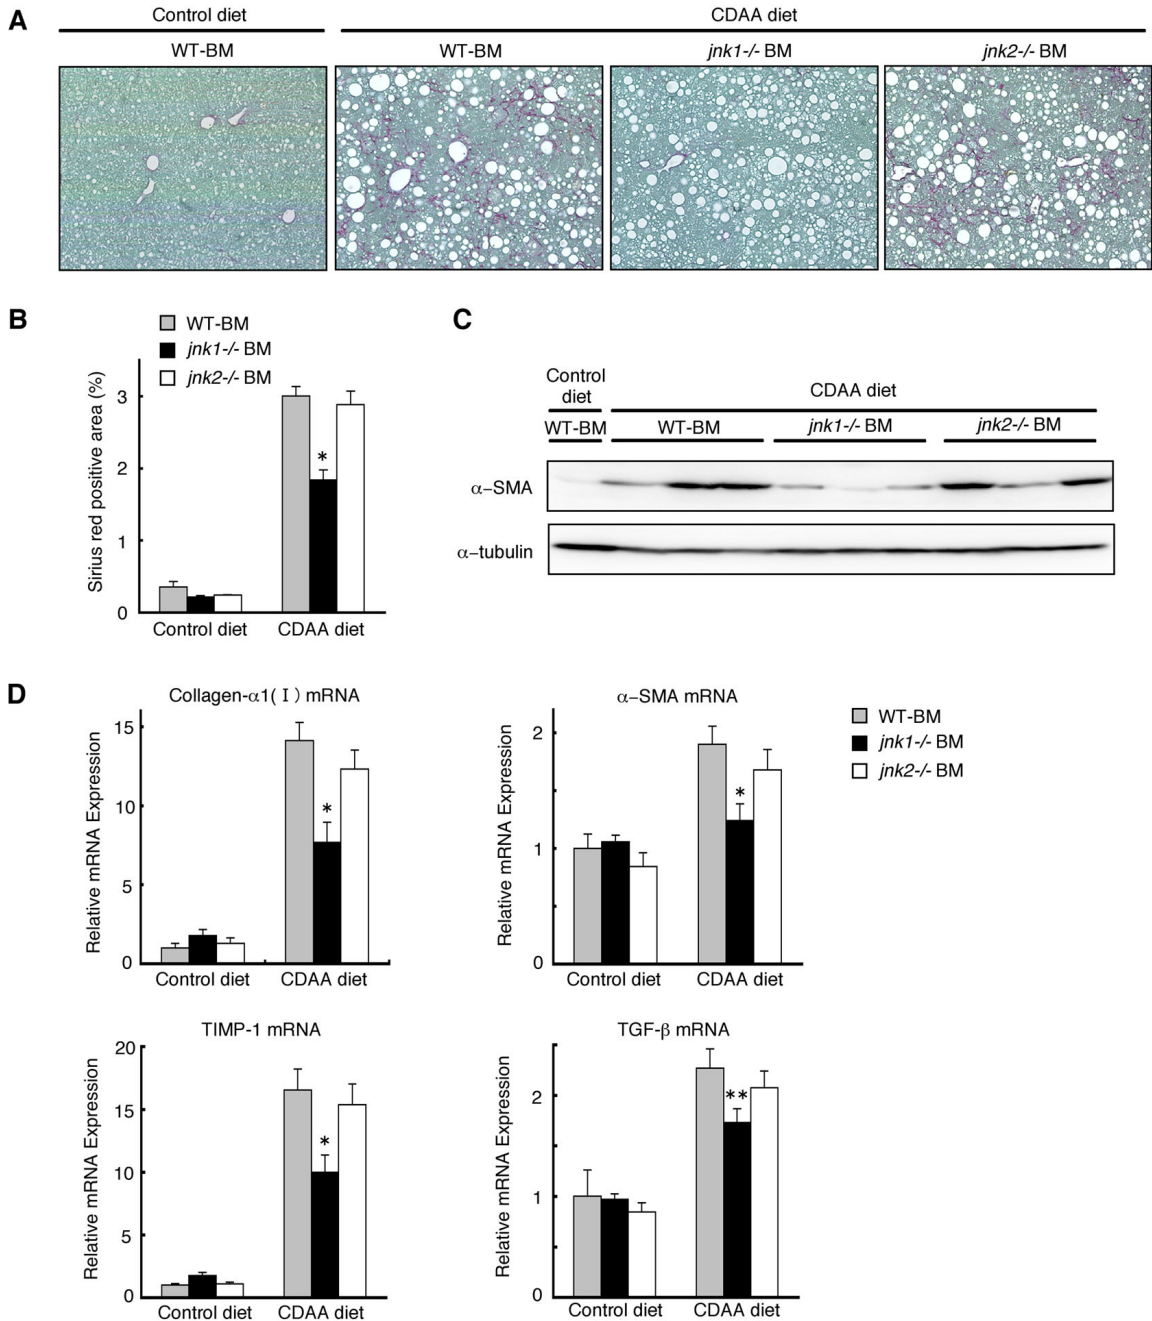 A
Control diet
CDAA diet
WT-BM
WT-BM
jnk1-/- BM
jnk2-/- BM
B
WT-BM
jnk1-/- BM
jnk2-/- BM
Sirius red positive area (%)
3
2
1
0
Control diet
CDAA diet
*
C
Control
diet
CDAA diet
WT-BM
WT-BM
jnk1-/- BM
jnk2-/- BM
α−SMA
α−tubulin
D
Collagen-α1( I ) mRNA
Relative mRNA Expression
15
10
5
0
*
Control diet
CDAA diet
α−SMA mRNA
Relative mRNA Expression
2
1
0
*
Control diet
CDAA diet
WT-BM
jnk1-/- BM
jnk2-/- BM
TIMP-1 mRNA
Relative mRNA Expression
20
15
10
5
0
*
Control diet
CDAA diet
TGF-β mRNA
Relative mRNA Expression
2
1
0
**
Control diet
CDAA diet